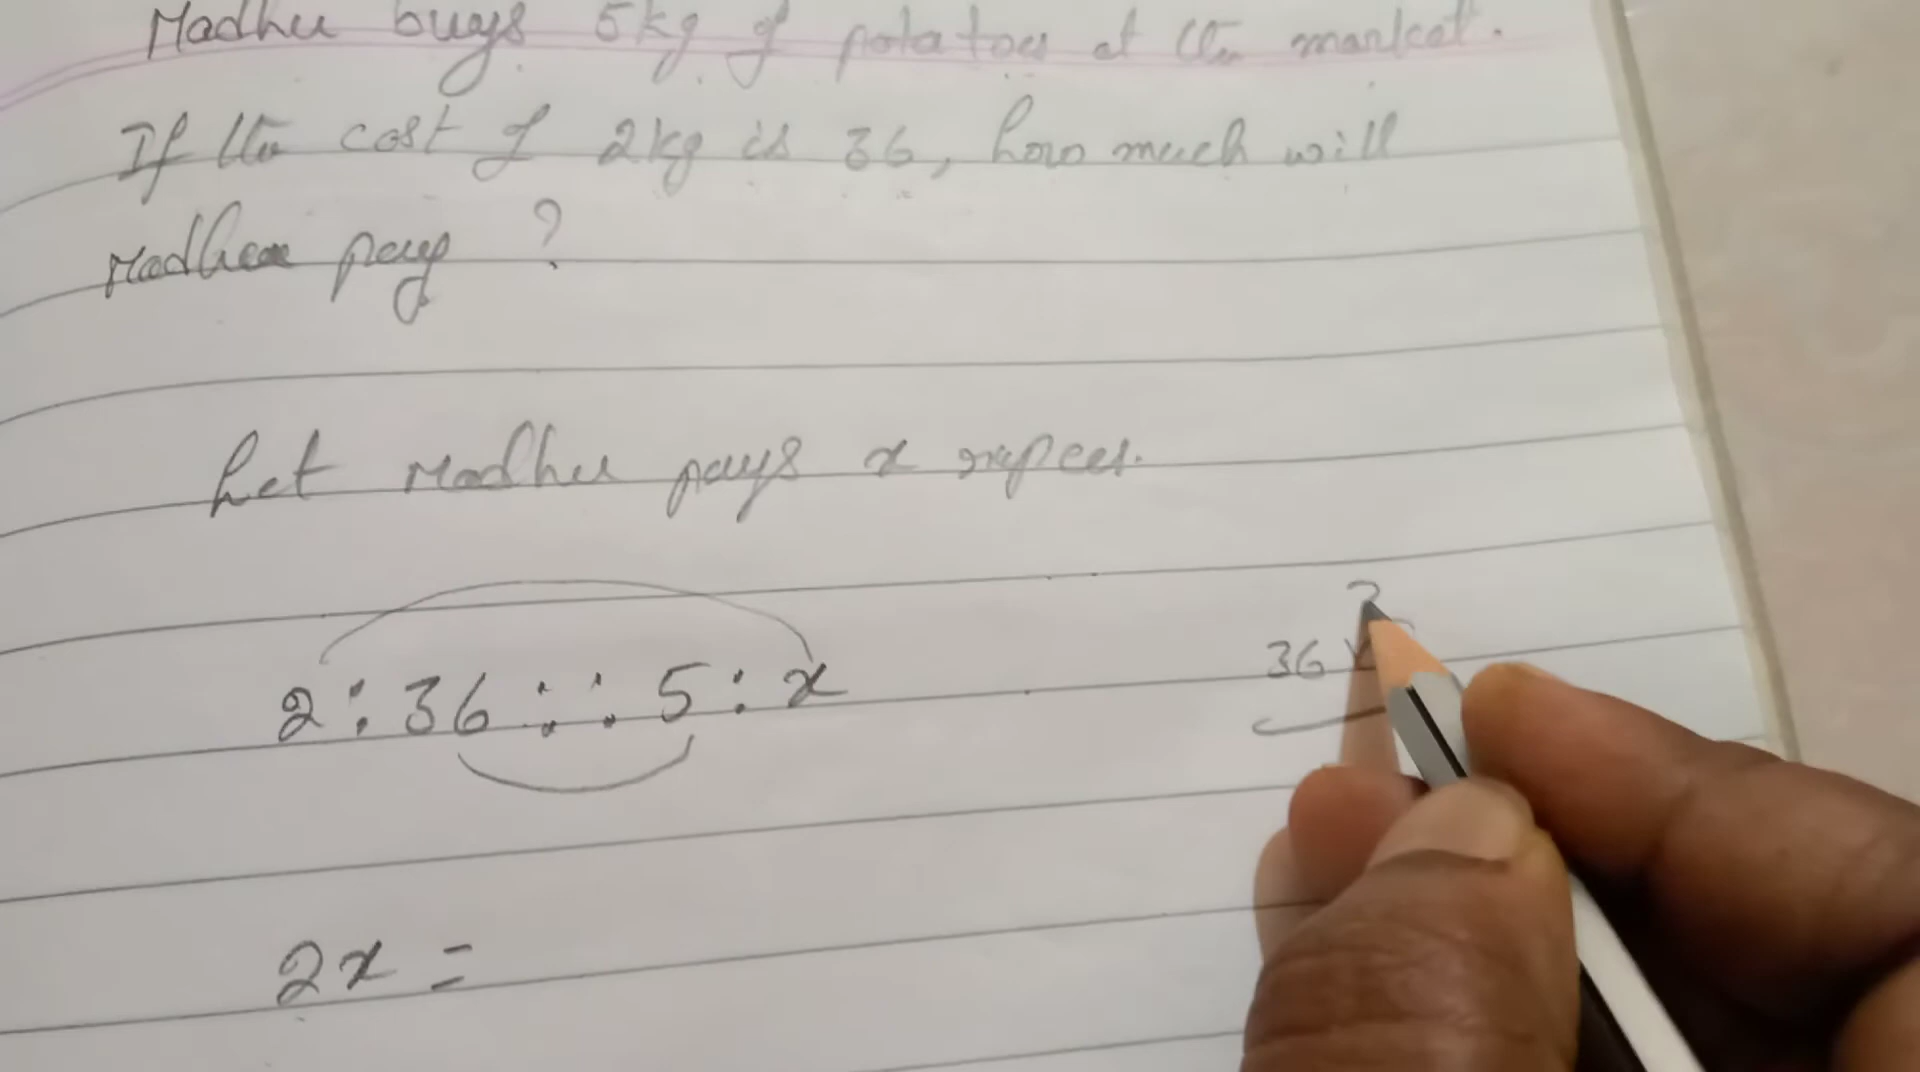 Madhu buys 5kg of potatoes at the market.
If the cost of 2kg is 36, how much will
Madhu pay ?
Let Madhu pays x rupees.
3
2 : 36 : : 5 : x
36 x
2x =